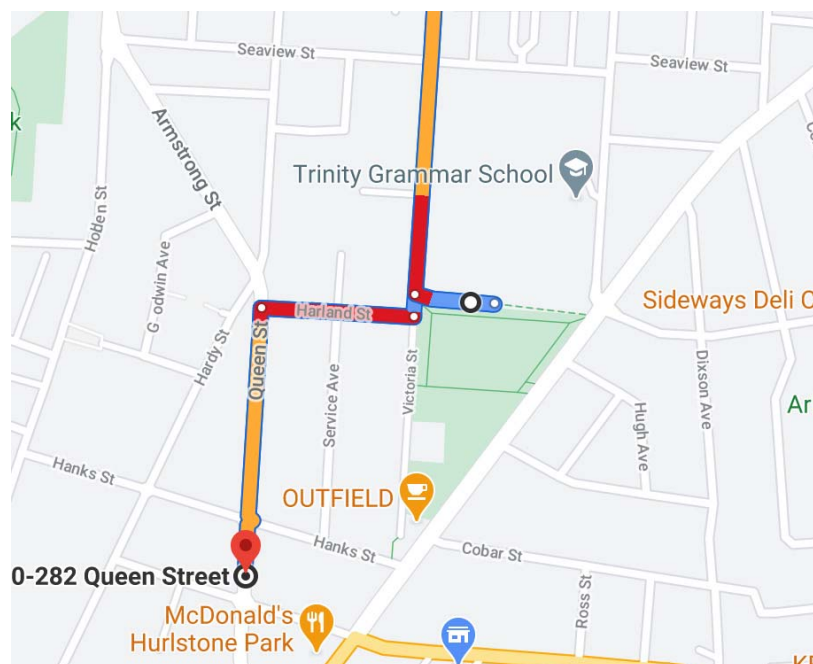 Seaview St
Seaview St
k
Armstrong St
Trinity Grammar School
Holden St
G odwin Ave
Sideways Deli C
Harland St
Queen St
Hardy St
Service Ave
Victoria St
Dixson Ave
Hugh Ave
Ar
Hanks St
OUTFIELD
Hanks St
Cobar St
0-282 Queen Street
Ross St
McDonald's
Hurlstone Park